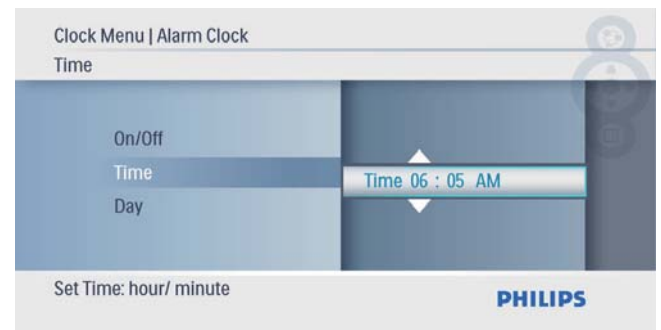 Clock Menu | Alarm Clock
Time
On/Off
Time
Time 06 : 05 AM
Day
Set Time: hour/ minute
PHILIPS